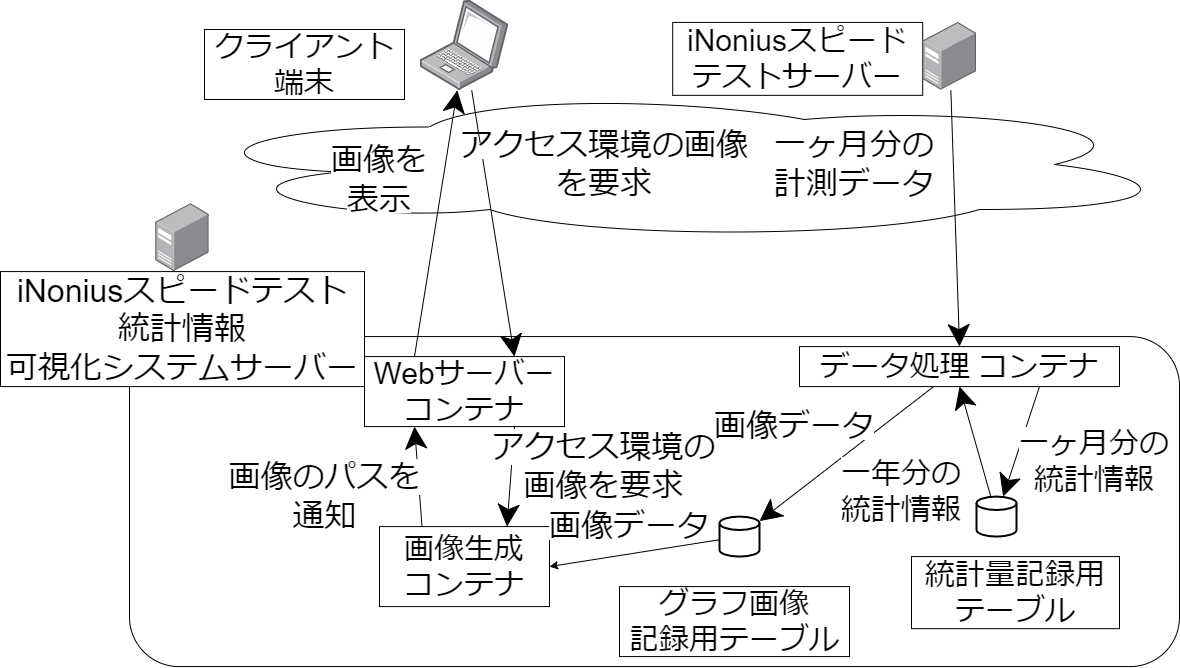 クライアント
端末
iNoniusスピード
テストサーバー
画像を
表示
アクセス環境の画像
を要求
一ヶ月分の
計測データ
iNoniusスピードテスト
統計情報
可視化システムサーバー
Webサーバー
コンテナ
データ処理 コンテナ
画像のパスを
通知
アクセス環境の
画像を要求
画像データ
一年分の
統計情報
一ヶ月分の
統計情報
画像生成
コンテナ
画像データ
グラフ画像
記録用テーブル
統計量記録用
テーブル